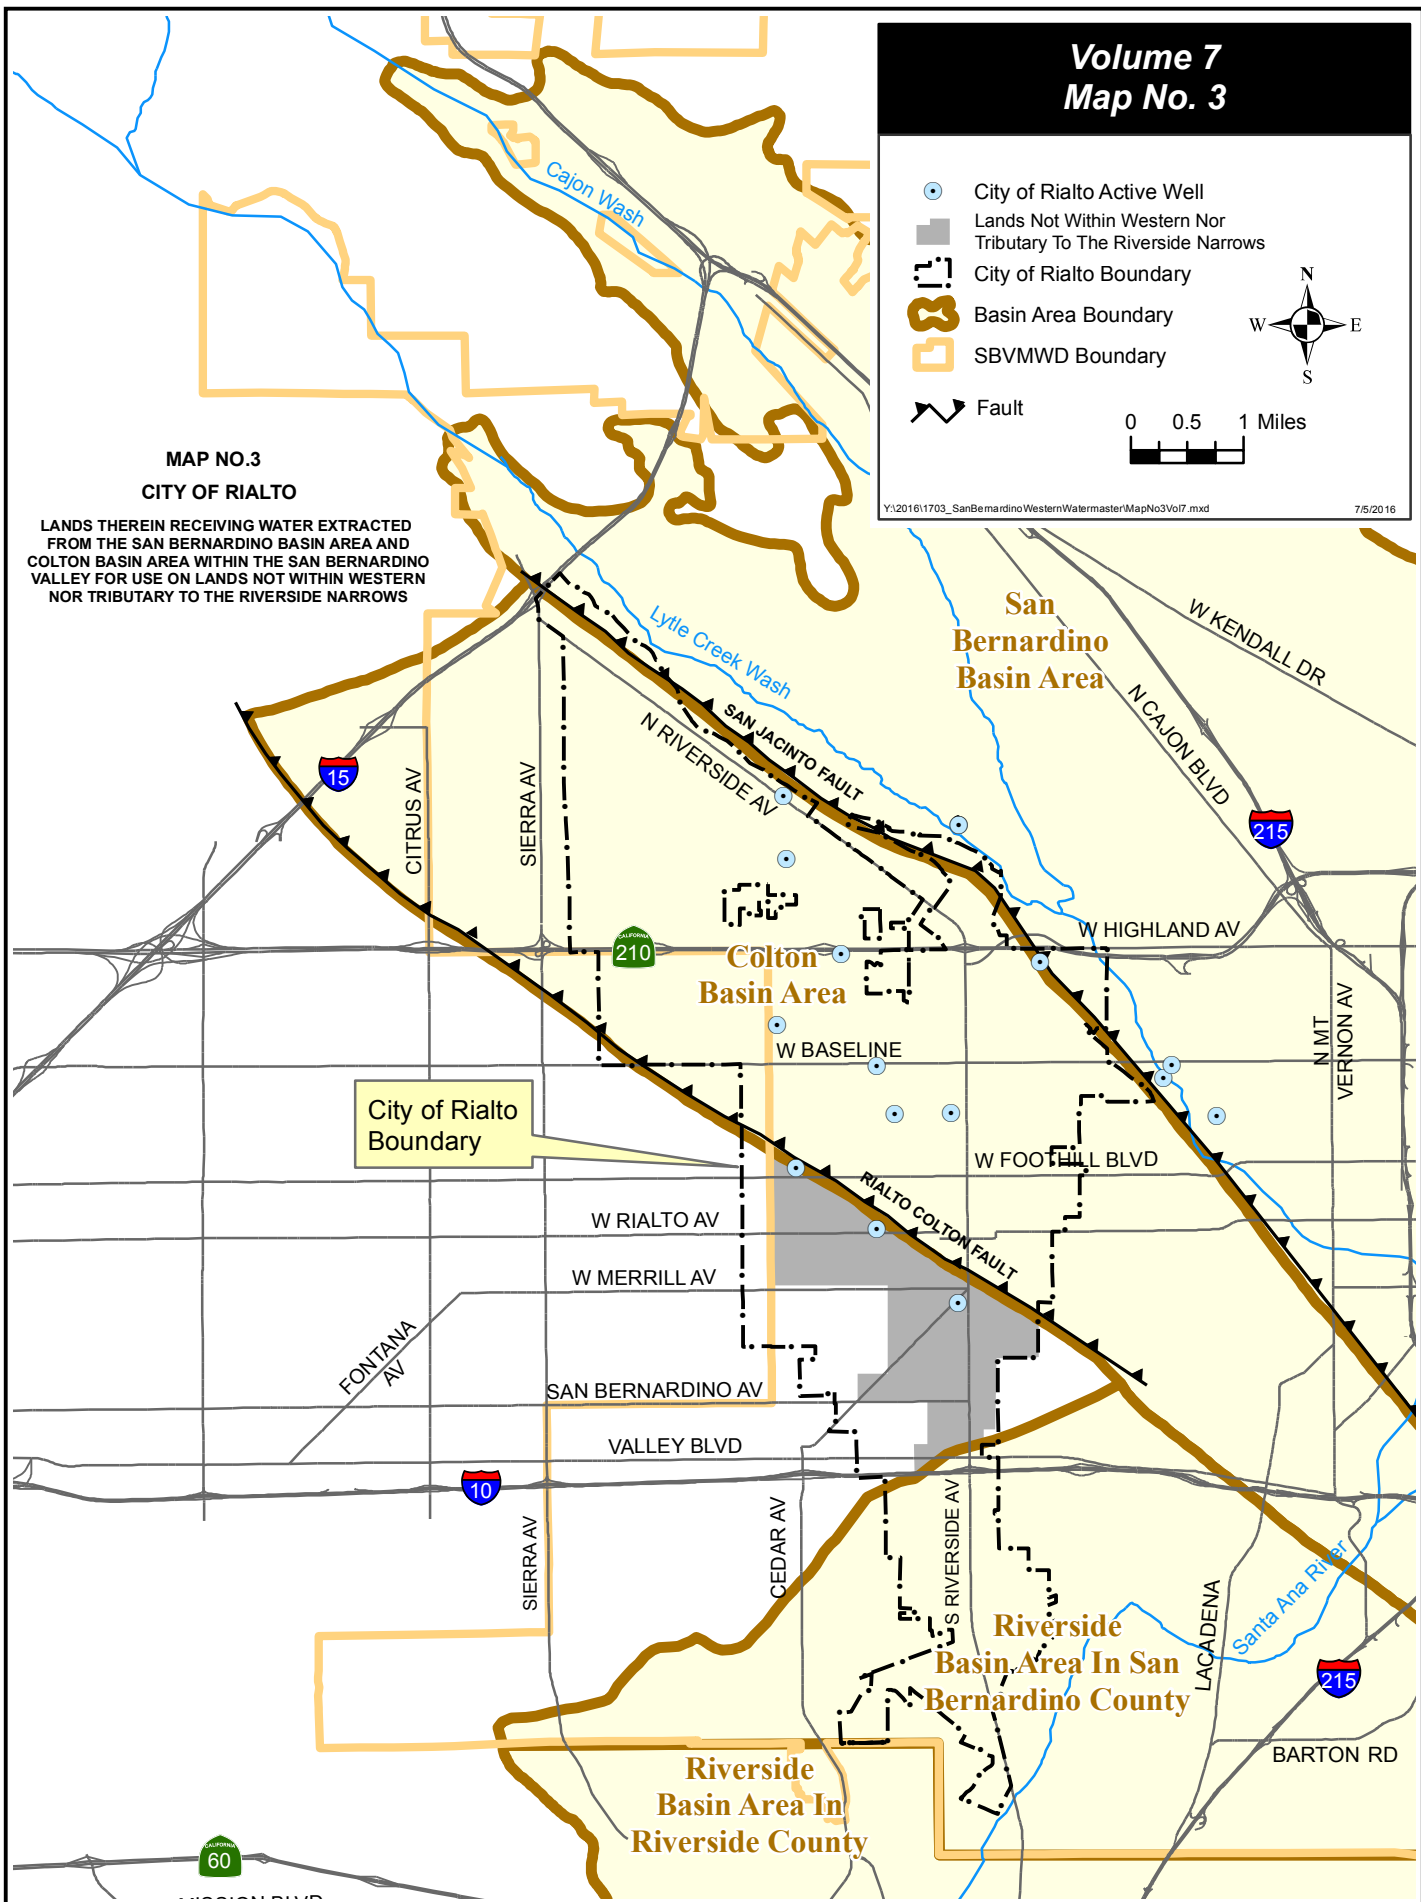 Volume 7
Map No. 3
City of Rialto Active Well
Lands Not Within Western Nor
Tributary To The Riverside Narrows
City of Rialto Boundary
Basin Area Boundary
SBVMWD Boundary
Fault
N
W
E
S
0 0.5 1 Miles
Y:\2016\1703_SanBernardinoWesternWatermaster\MapNo3Vol7.mxd
7/5/2016
MAP NO.3
CITY OF RIALTO
LANDS THEREIN RECEIVING WATER EXTRACTED
FROM THE SAN BERNARDINO BASIN AREA AND
COLTON BASIN AREA WITHIN THE SAN BERNARDINO
VALLEY FOR USE ON LANDS NOT WITHIN WESTERN
NOR TRIBUTARY TO THE RIVERSIDE NARROWS
Cajon Wash
Lytle Creek Wash
San
Bernardino
Basin Area
W KENDALL DR
N CAJON BLVD
SAN JACINTO FAULT
N RIVERSIDE AV
15
CITRUS AV
SIERRA AV
215
W HIGHLAND AV
CALIFORNIA
210
Colton
Basin Area
W BASELINE
N MT
VERNON AV
City of Rialto
Boundary
W FOOTHILL BLVD
RIALTO COLTON FAULT
W RIALTO AV
W MERRILL AV
FONTANA
AV
SAN BERNARDINO AV
VALLEY BLVD
10
SIERRA AV
CEDAR AV
S RIVERSIDE AV
LACADENA
Santa Ana River
Riverside
Basin Area In San
Bernardino County
215
BARTON RD
Riverside
Basin Area In
Riverside County
CALIFORNIA
60
MISSION BLVD